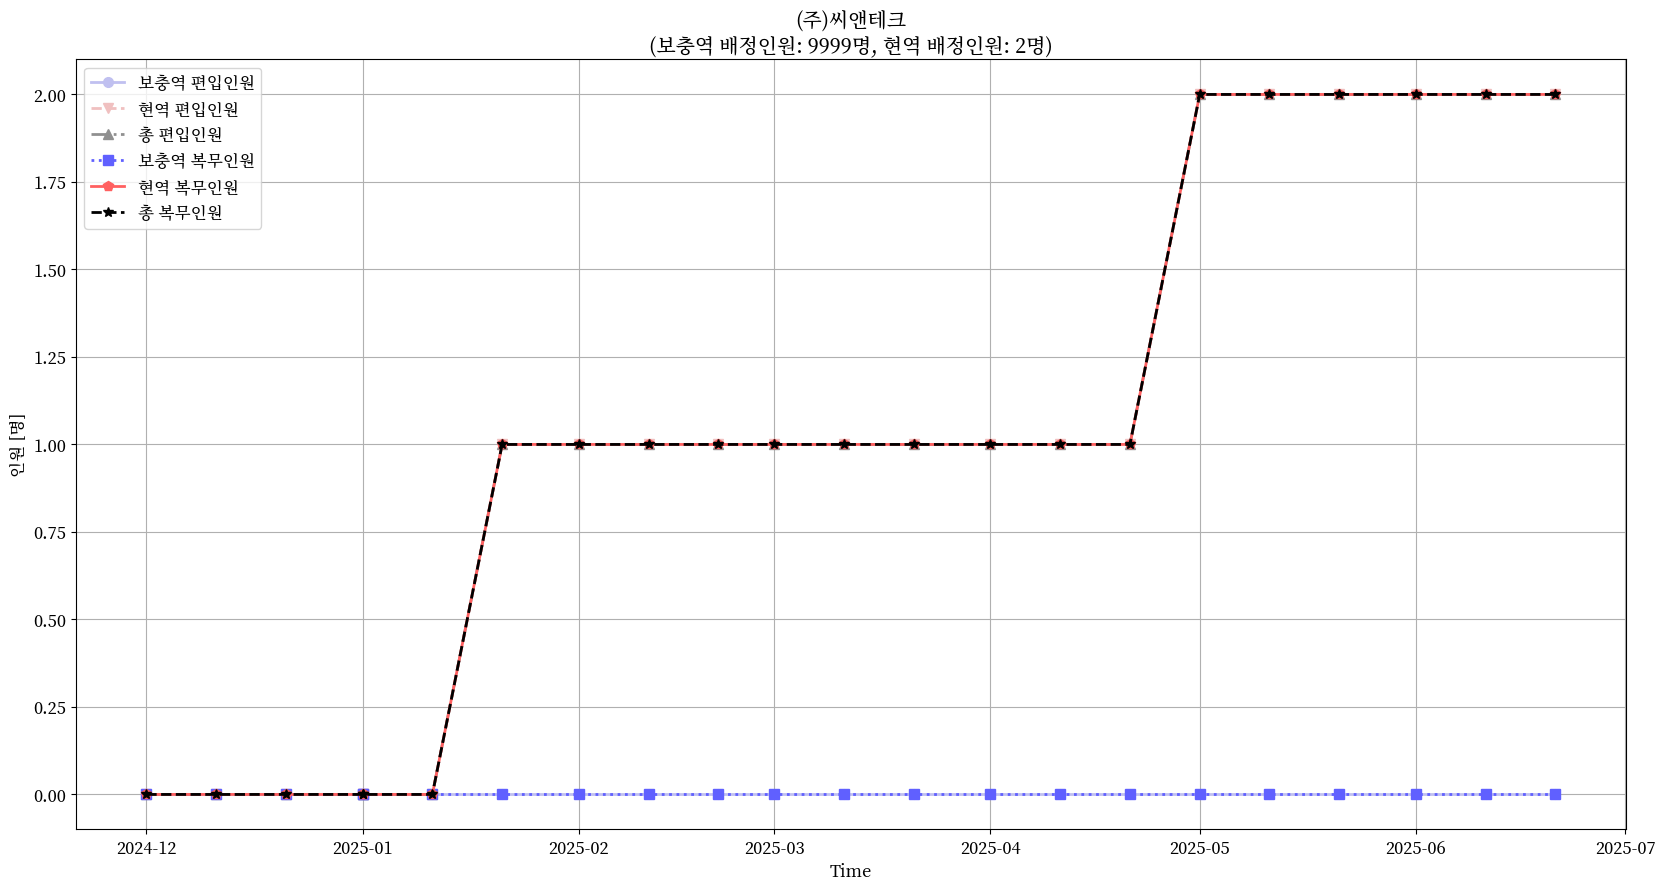 (주)씨앤테크
(보충역 배정인원: 9999명, 현역 배정인원: 2명)
보충역 편입인원
현역 편입인원
총 편입인원
보충역 복무인원
현역 복무인원
총 복무인원
2.00
1.75
1.50
1.25
1.00
0.75
0.50
0.25
0.00
인원 [명]
2024-12
2025-01
2025-02
2025-03
2025-04
2025-05
2025-06
2025-07
Time